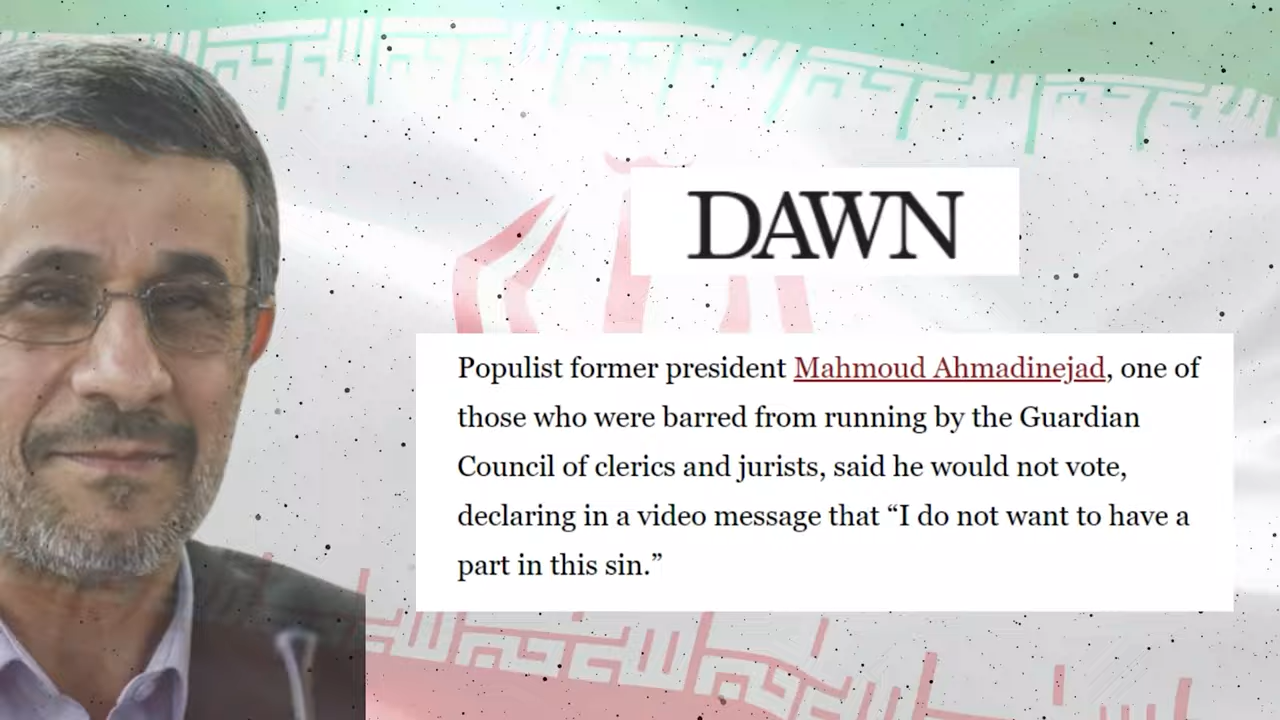 DAWN
Populist former president Mahmoud Ahmadinejad, one of
those who were barred from running by the Guardian
Council of clerics and jurists, said he would not vote,
declaring in a video message that “I do not want to have a
part in this sin.”